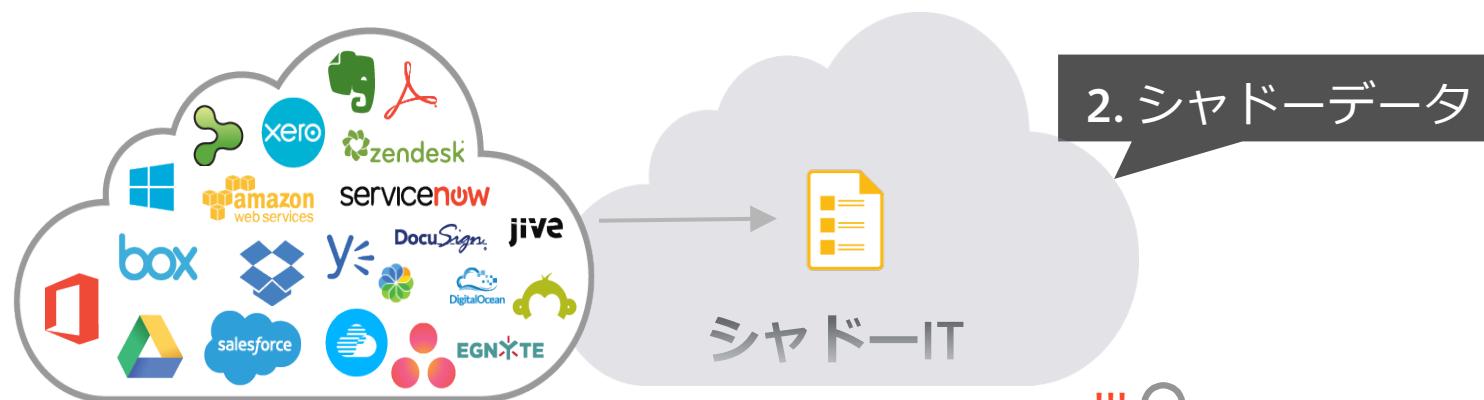 2. シャドーデータ
xero
zendesk
amazon
web services
servicenow
box
DocuSign
jive
DigitalOcean
salesforce
EGNYTE
シャドーIT
!!!